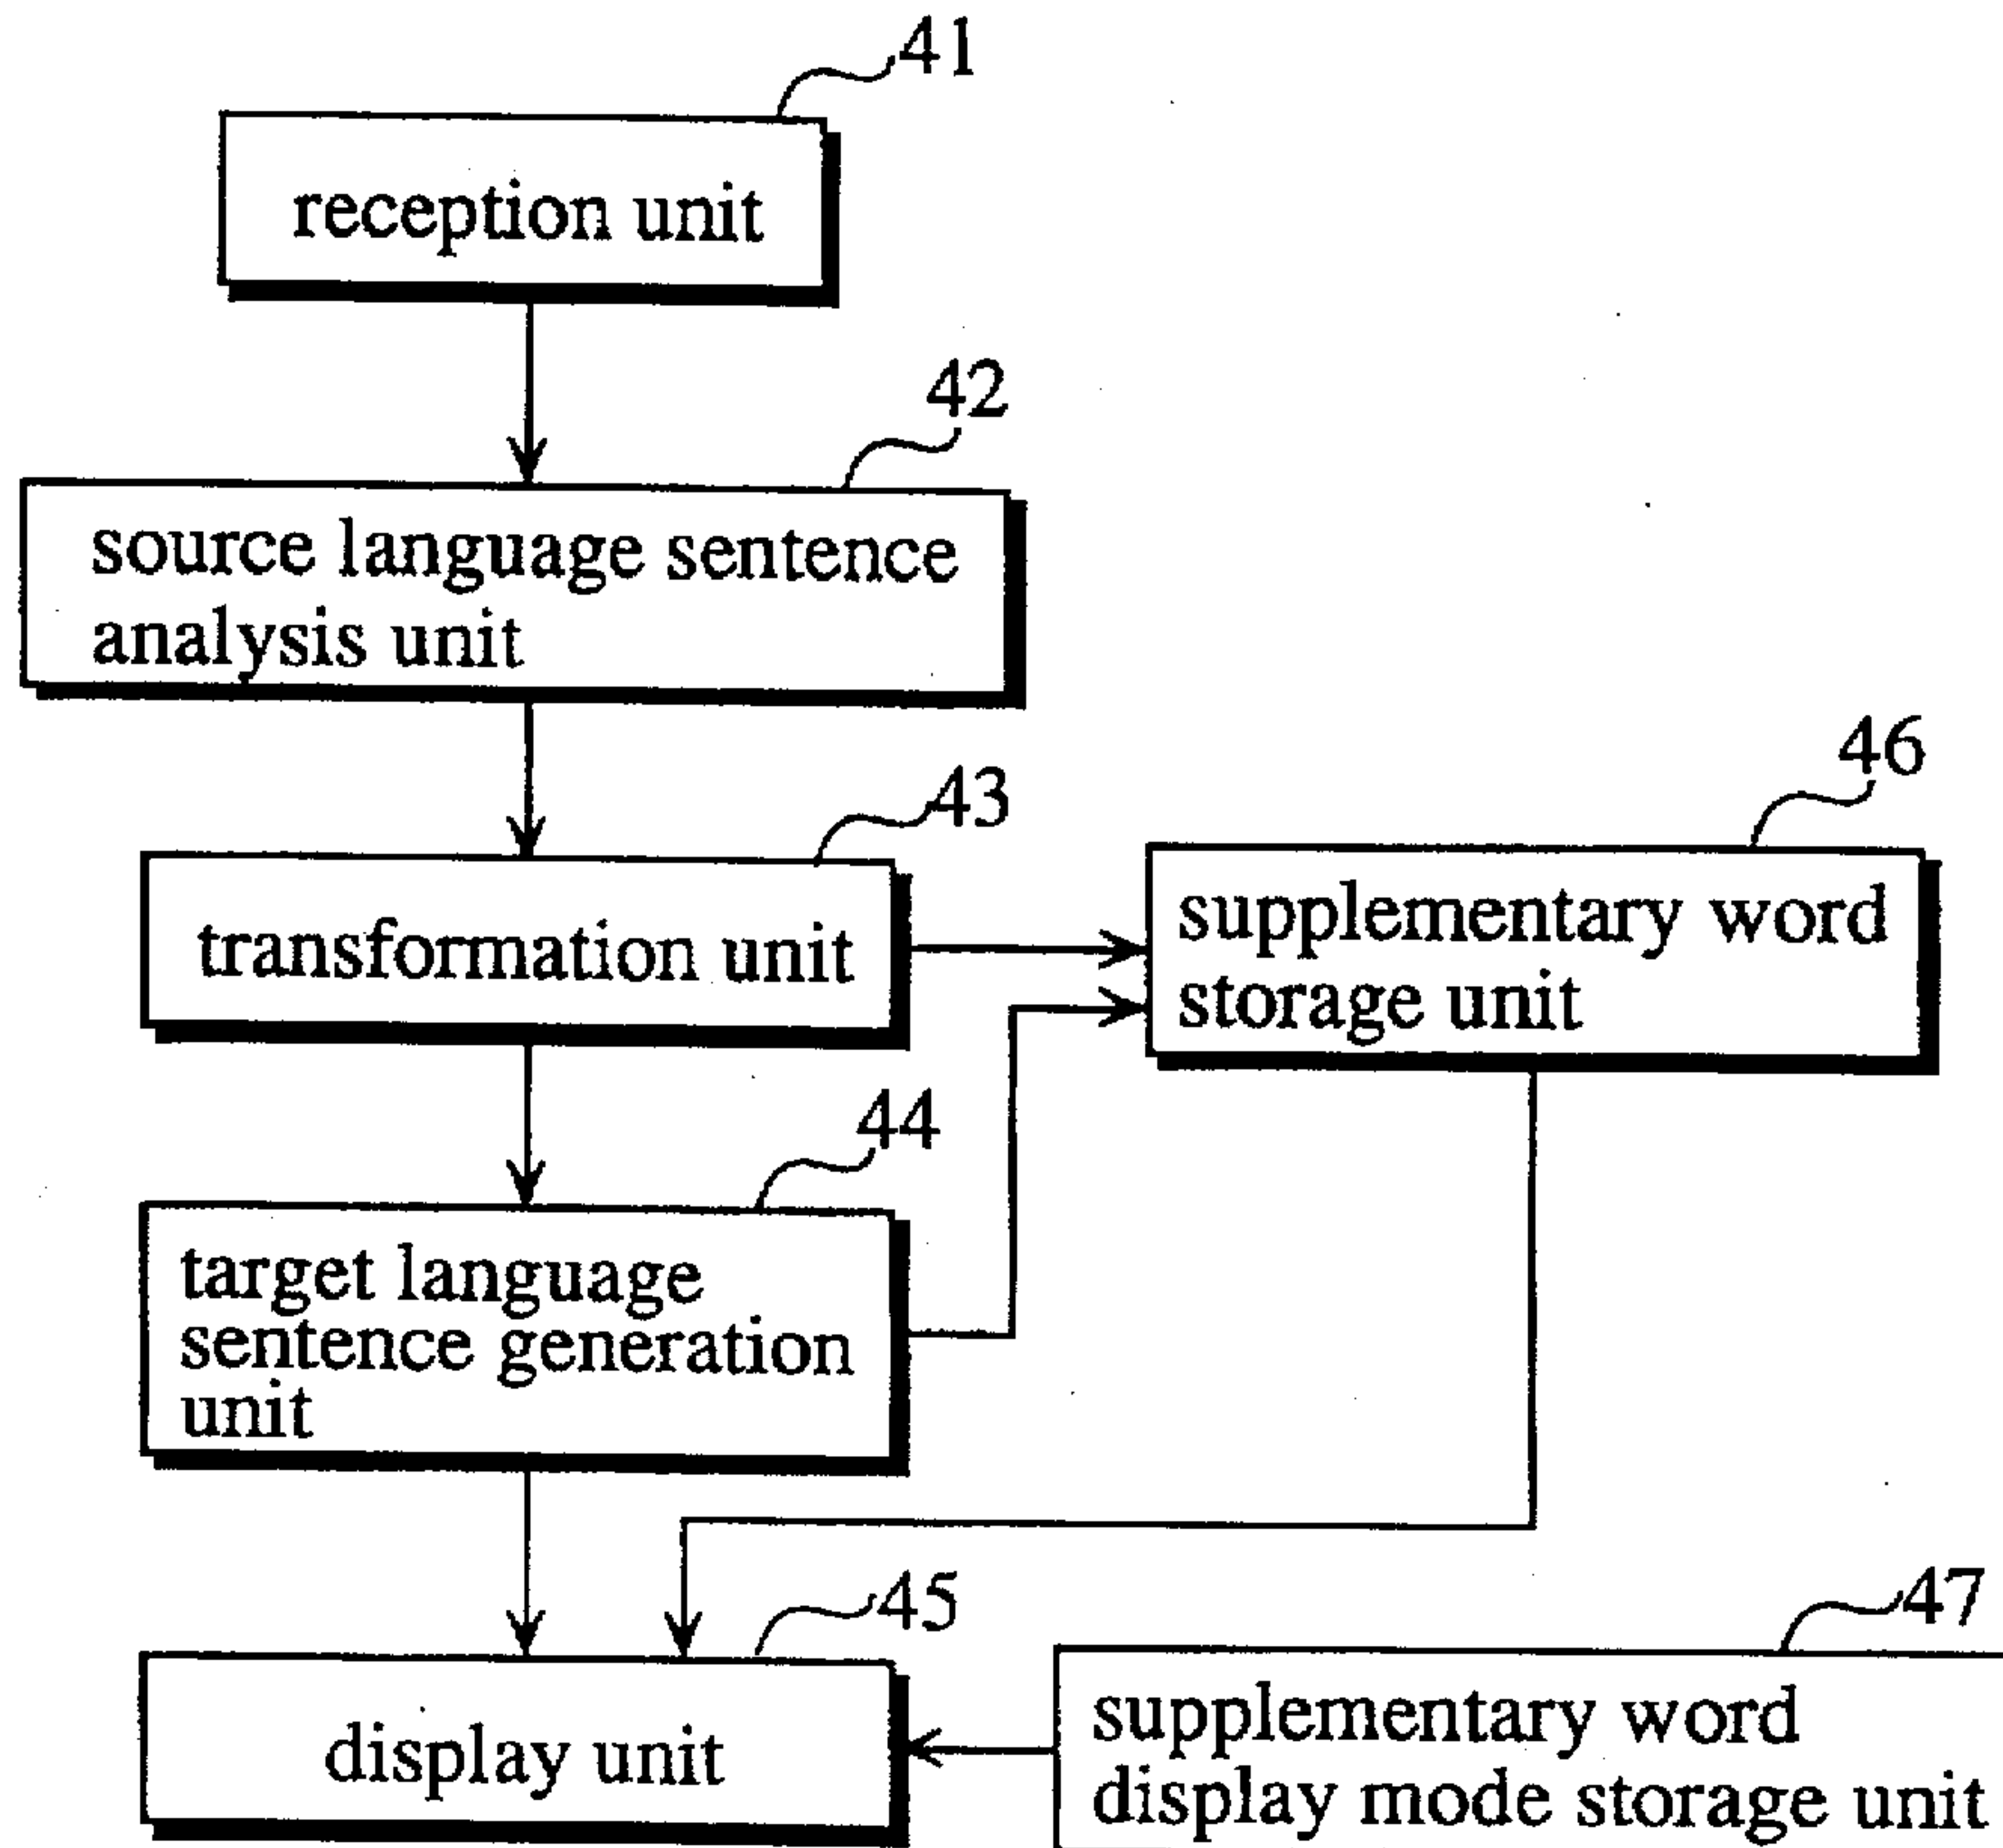 41
reception unit
42
source language sentence
analysis unit
43
transformation unit
46
supplementary word
storage unit
44
target language
sentence generation
unit
45
display unit
47
supplementary word
display mode storage unit